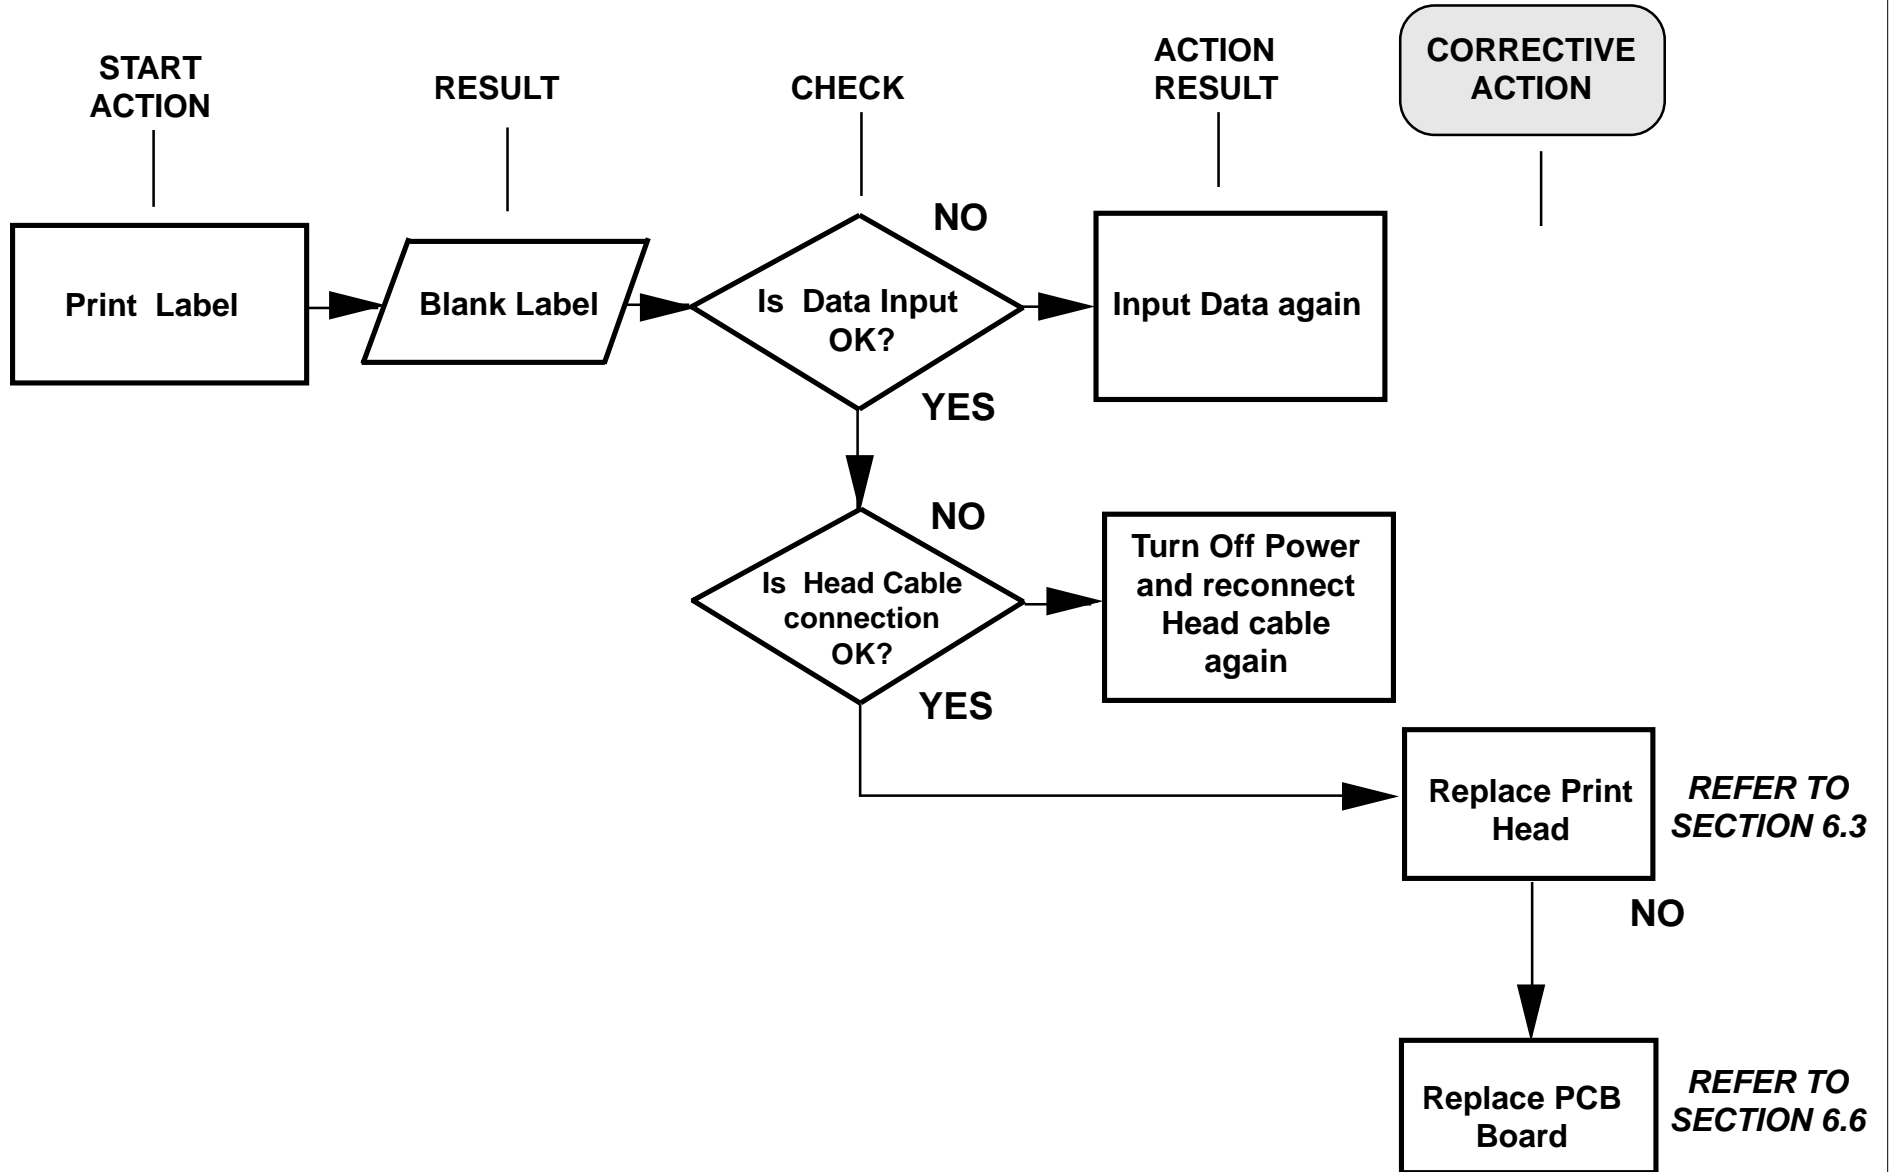 START
ACTION
RESULT
CHECK
ACTION
RESULT
CORRECTIVE
ACTION
Print Label
Blank Label
Is Data Input
OK?
NO
YES
Input Data again
Is Head Cable
connection
OK?
NO
YES
Turn Off Power
and reconnect
Head cable
again
Replace Print
Head
REFER TO
SECTION 6.3
NO
Replace PCB
Board
REFER TO
SECTION 6.6